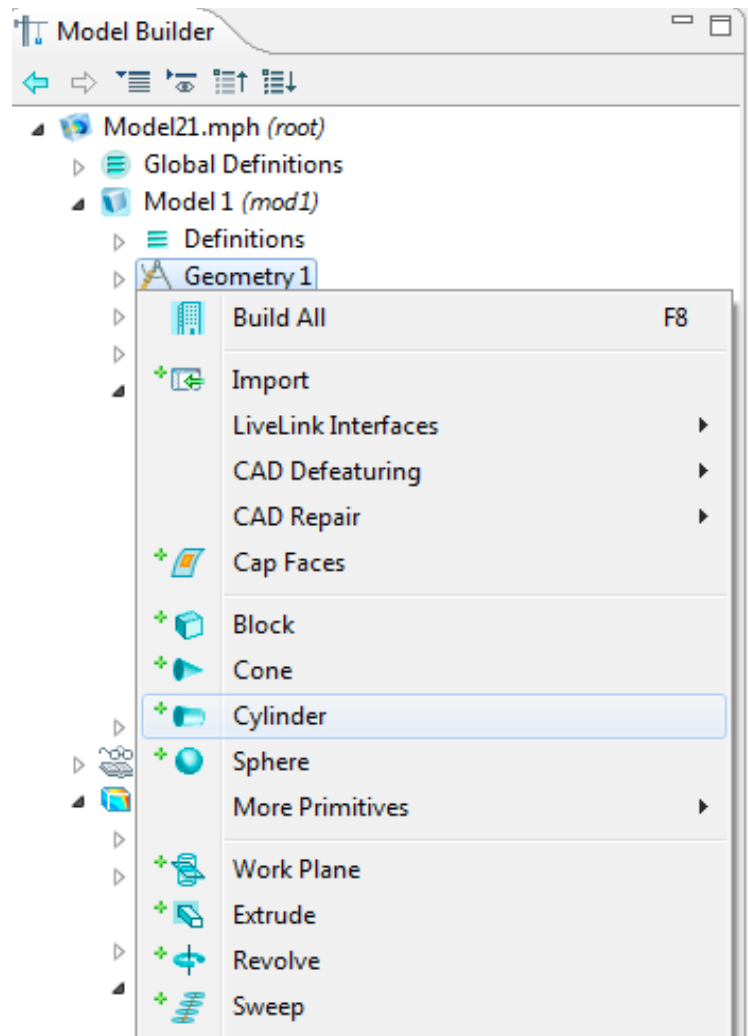 Model Builder
Model21.mph (root)
Global Definitions
Model 1 (mod1)
Definitions
Geometry 1
Build All F8
Import
LiveLink Interfaces
CAD Defeaturing
CAD Repair
Cap Faces
Block
Cone
Cylinder
Sphere
More Primitives
Work Plane
Extrude
Revolve
Sweep